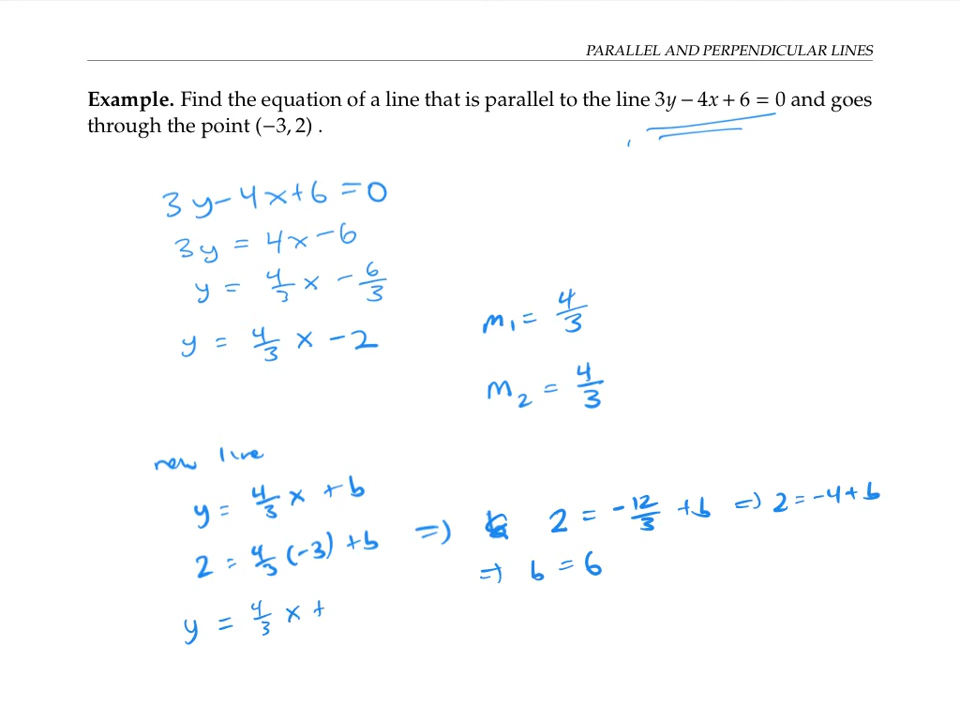 PARALLEL AND PERPENDICULAR LINES
Example. Find the equation of a line that is parallel to the line 3y − 4x + 6 = 0 and goes
through the point (−3, 2) .
3y - 4x + 6 = 0
3y = 4x - 6
y = 4/3 x - 6/3
y = 4/3 x - 2
m₁ = 4/3
m₂ = 4/3
new line
y = 4/3 x + b
2 = 4/3 (-3) + b ⇒ 2 = -12/3 + b ⇒ 2 = -4 + b
⇒ b = 6
y = 4/3 x +